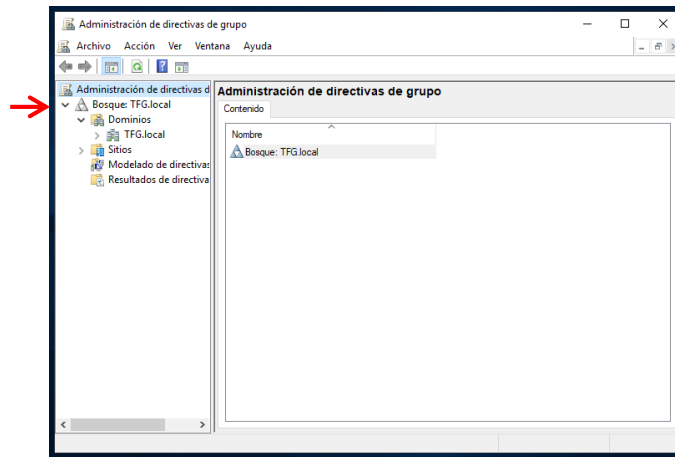 Administración de directivas de grupo
Archivo Acción Ver Ventana Ayuda
Administración de directivas d
Bosque: TFG.local
Dominios
TFG.local
Sitios
Modelado de directivas
Resultados de directiva
Administración de directivas de grupo
Contenido
Nombre
Bosque: TFG.local